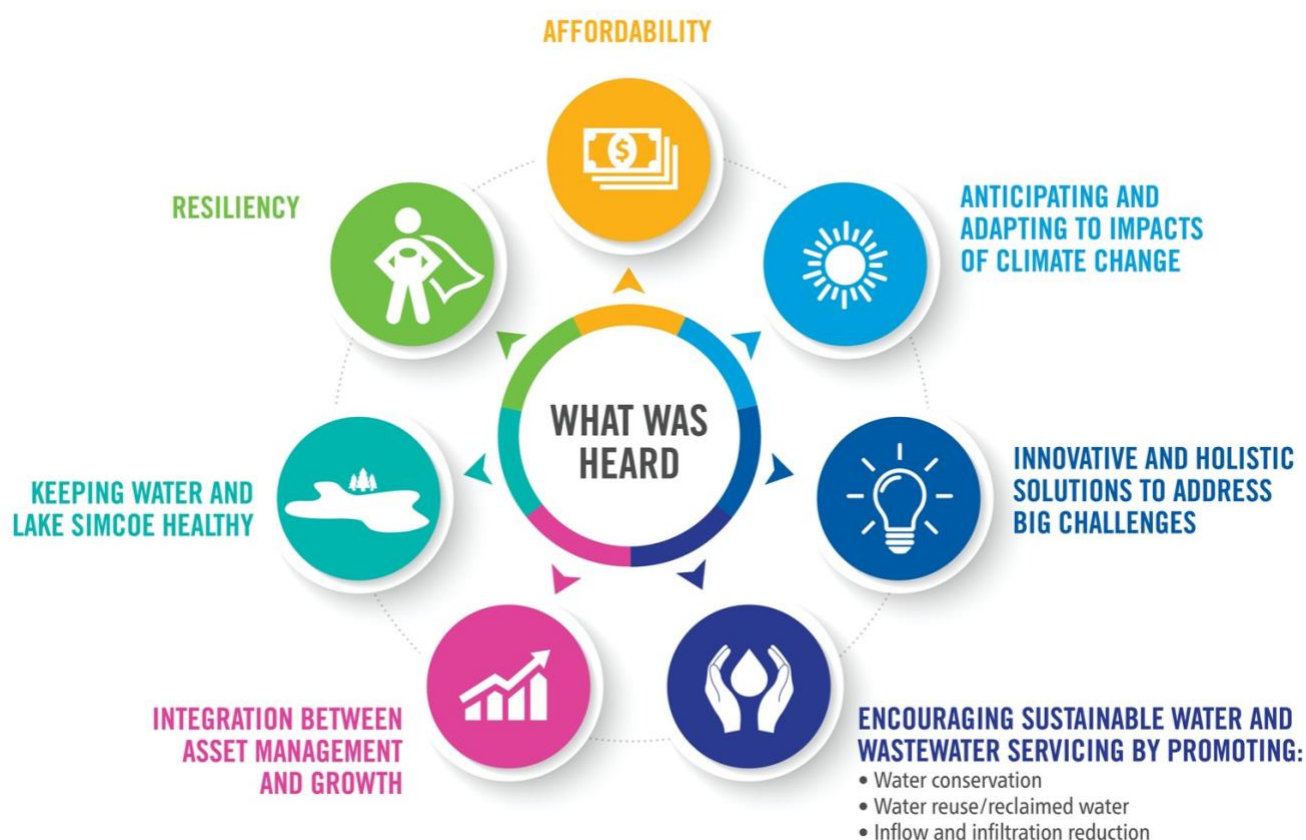 AFFORDABILITY
ANTICIPATING AND
ADAPTING TO IMPACTS
OF CLIMATE CHANGE
INNOVATIVE AND HOLISTIC
SOLUTIONS TO ADDRESS
BIG CHALLENGES
ENCOURAGING SUSTAINABLE WATER AND
WASTEWATER SERVICING BY PROMOTING:
• Water conservation
• Water reuse/reclaimed water
• Inflow and infiltration reduction
INTEGRATION BETWEEN
ASSET MANAGEMENT
AND GROWTH
KEEPING WATER AND
LAKE SIMCOE HEALTHY
RESILIENCY
WHAT WAS
HEARD
$